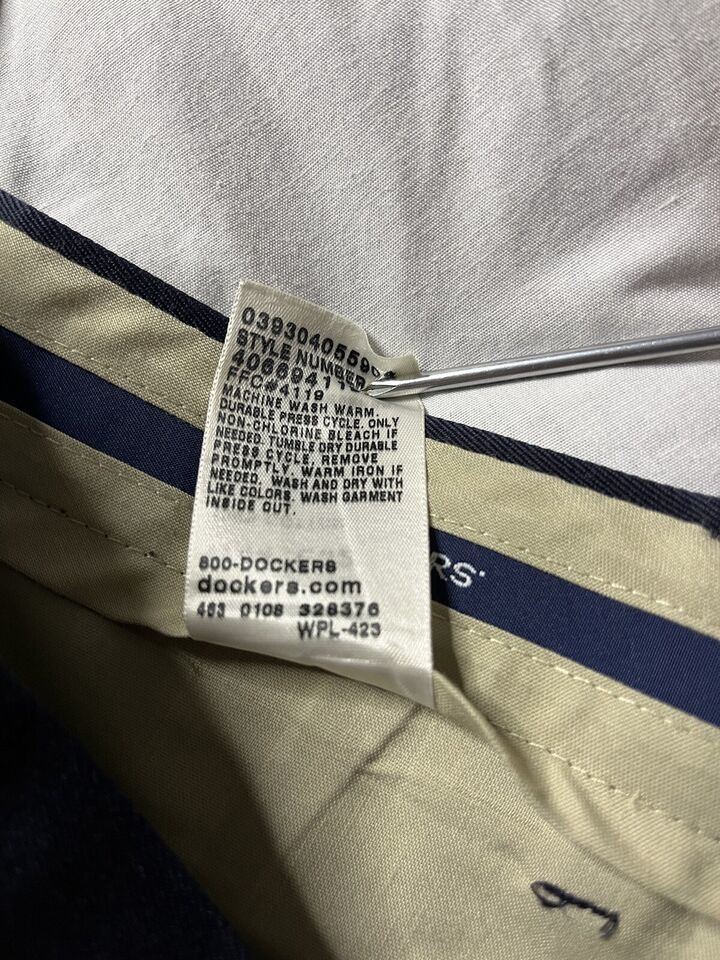 STYLE NUMBER
FFC#4119
MACHINE WASH WARM.
DURABLE PRESS CYCLE. ONLY
NON-CHLORINE BLEACH IF
NEEDED. TUMBLE DRY DURABLE
PRESS CYCLE. REMOVE
PROMPTLY. WARM IRON IF
NEEDED. WASH AND DRY WITH
LIKE COLORS. WASH GARMENT
INSIDE OUT.
800-DOCKERS
dockers.com
463 0108 328376
WPL-423
RS